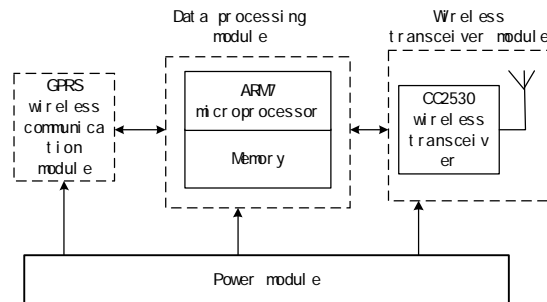 Data processing
module
Wireless
transceiver module
GPRS
wireless
communica
tion
module
ARM7
microprocessor
Memory
CC2530
wireless
transceiv
er
Power module